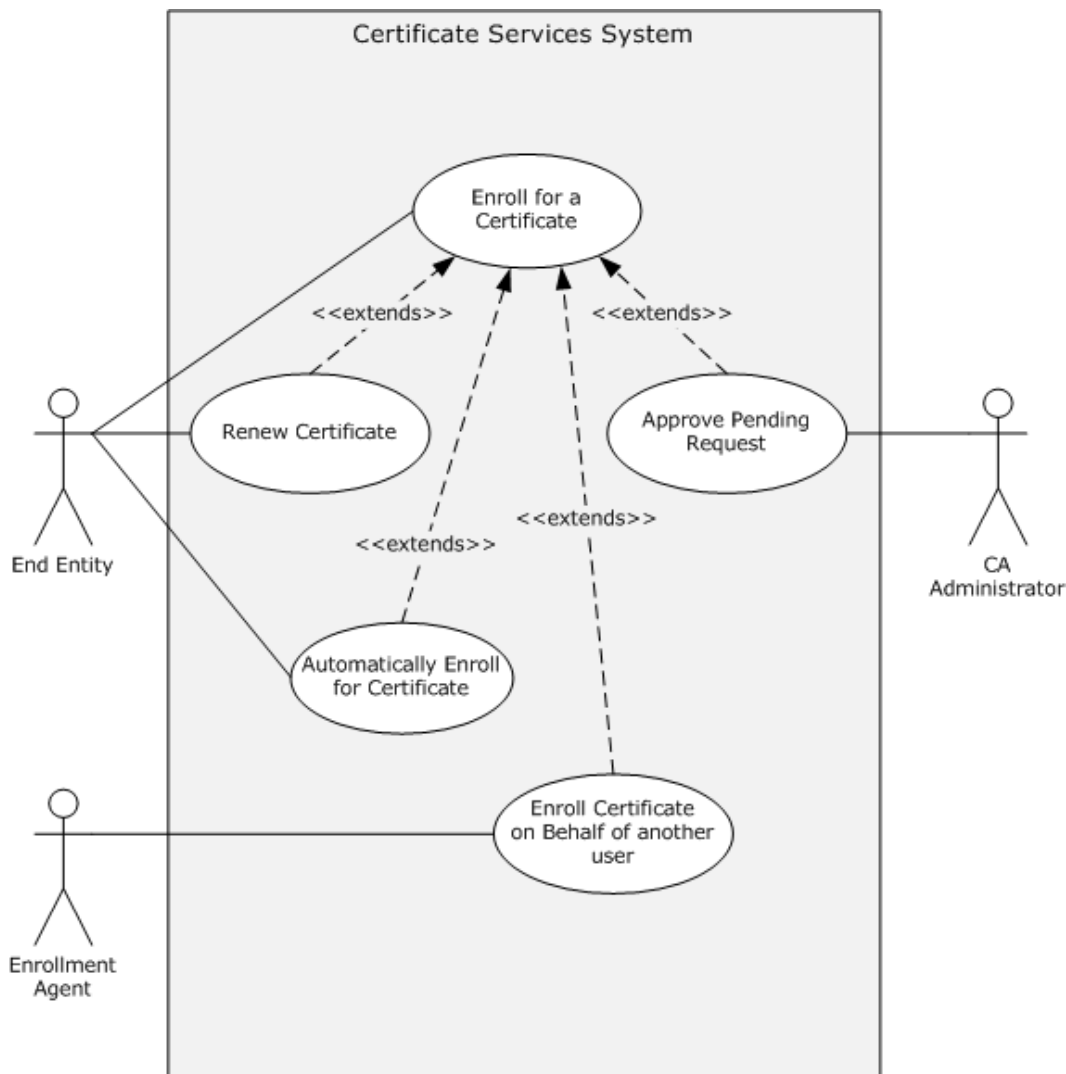 Certificate Services System
Enroll for a
Certificate
<<extends>>
<<extends>>
Renew Certificate
Approve Pending
Request
<<extends>>
<<extends>>
End Entity
CA
Administrator
Automatically Enroll
for Certificate
Enroll Certificate
on Behalf of another
user
Enrollment
Agent